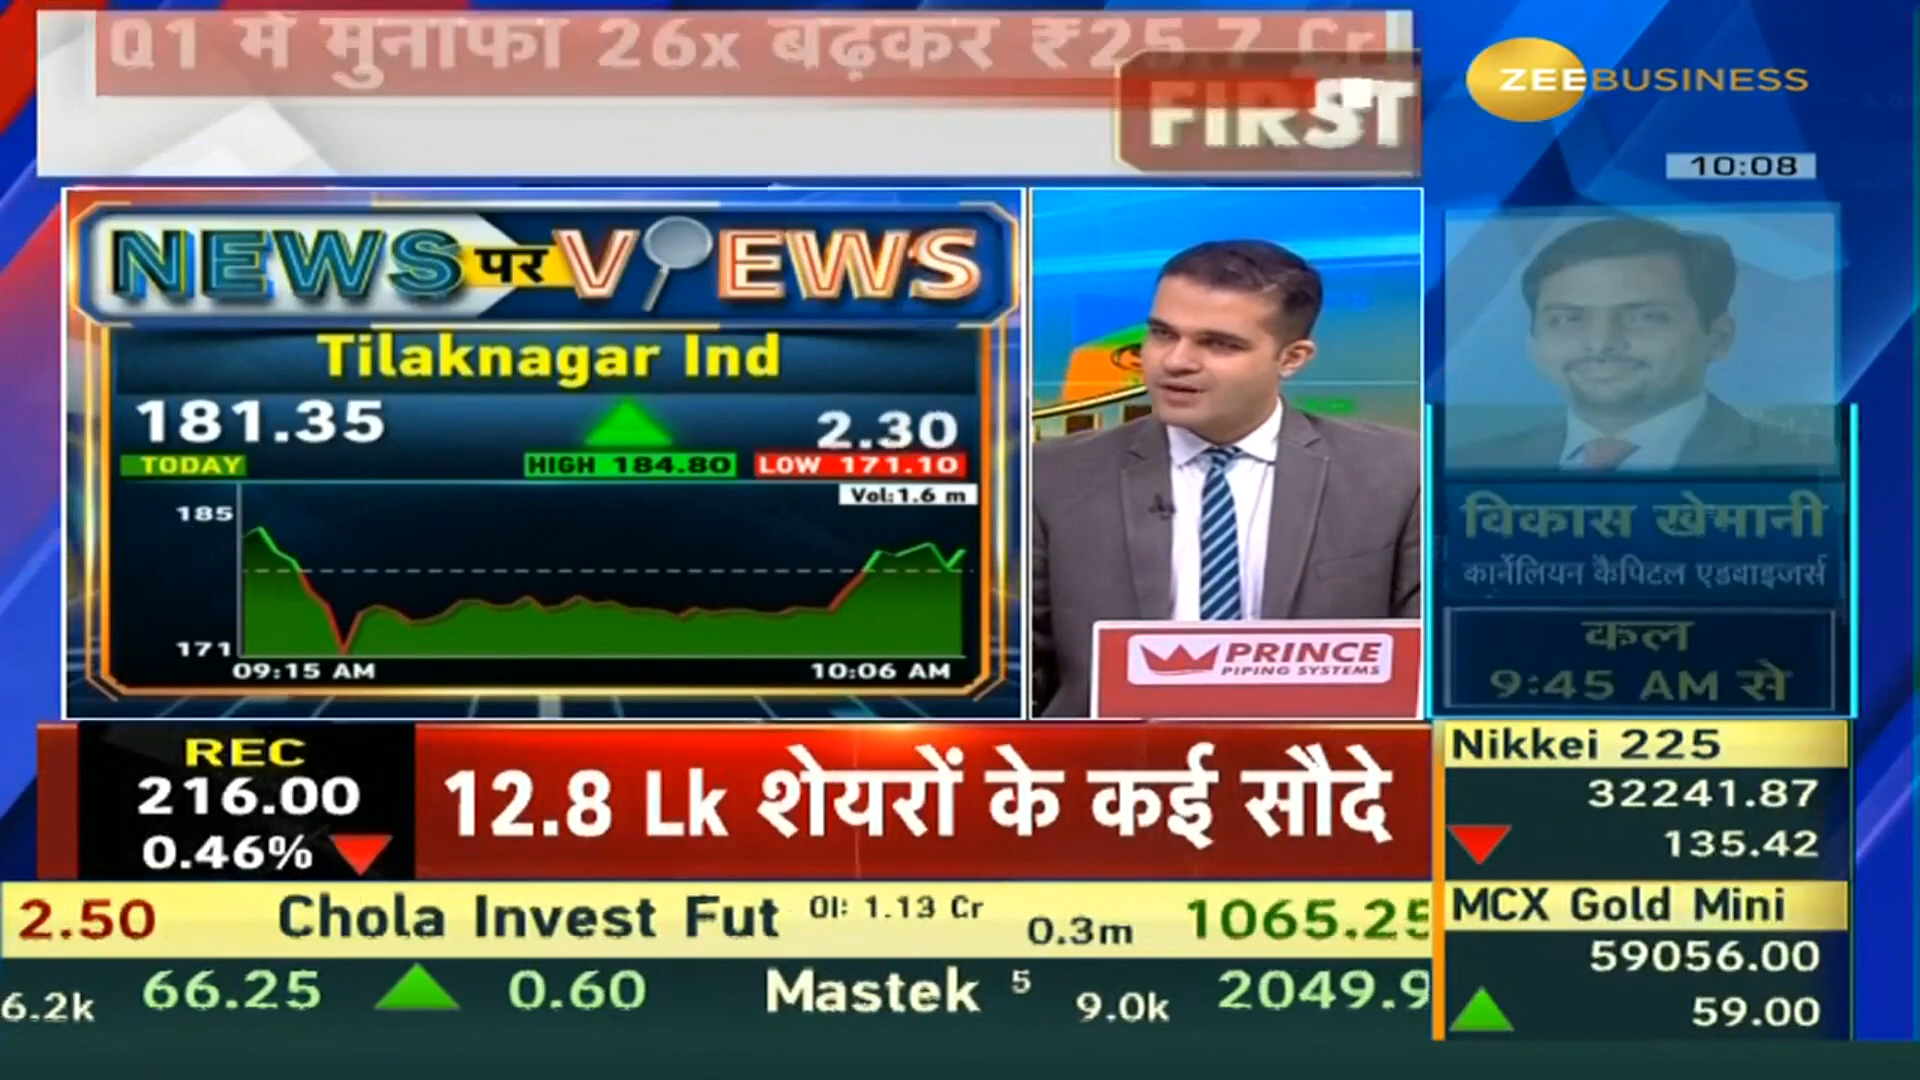 Q1 में मुनाफा 26x बढ़कर ₹25.7 Cr
FIRST
ZEEBUSINESS
10:08
NEWS पर VIEWS
Tilaknagar Ind
181.35
2.30
TODAY
HIGH 184.80
LOW 171.10
Vol:1.6 m
185
171
09:15 AM
10:06 AM
PRINCE
PIPING SYSTEMS
विकास खेमानी
कार्नेलियन कैपिटल एडवाइजर्स
कल
9:45 AM से
REC
216.00
0.46%
12.8 Lk शेयरों के कई सौदे
Nikkei 225
32241.87
135.42
MCX Gold Mini
59056.00
59.00
2.50 Chola Invest Fut OI: 1.13 Cr 0.3m 1065.25
6.2k 66.25 0.60 Mastek 5 9.0k 2049.9